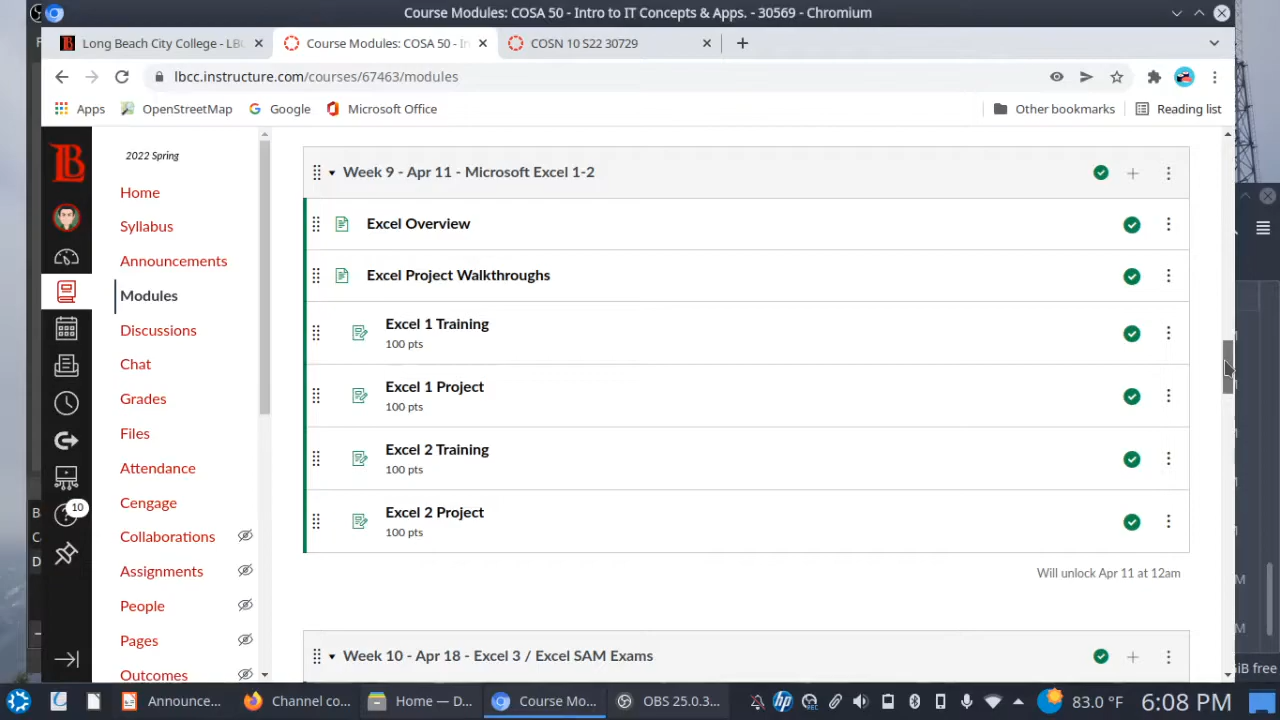 Course Modules: COSA 50 - Intro to IT Concepts & Apps. - 30569 - Chromium
Long Beach City College - LBC
Course Modules: COSA 50 - In
COSN 10 S22 30729
lbcc.instructure.com/courses/67463/modules
Apps
OpenStreetMap
Google
Microsoft Office
Other bookmarks
Reading list
2022 Spring
Home
Syllabus
Announcements
Modules
Discussions
Chat
Grades
Files
Attendance
Cengage
Collaborations
Assignments
People
Pages
Outcomes
10
Week 9 - Apr 11 - Microsoft Excel 1-2
Excel Overview
Excel Project Walkthroughs
Excel 1 Training
100 pts
Excel 1 Project
100 pts
Excel 2 Training
100 pts
Excel 2 Project
100 pts
Will unlock Apr 11 at 12am
Week 10 - Apr 18 - Excel 3 / Excel SAM Exams
GiB free
Announce...
Channel co...
Home — D...
Course Mo...
OBS 25.0.3...
83.0 °F
6:08 PM